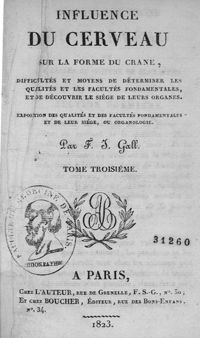 INFLUENCE
DU CERVEAU
SUR LA FORME DU CRANE,
DIFFICULTÉS ET MOYENS DE DÉTERMINER LES
QUALITÉS ET LES FACULTÉS FONDAMENTALES,
ET DE DÉCOUVRIR LE SIÉGE DE LEURS ORGANES.
EXPOSITION DES QUALITÉS ET DES FACULTÉS FONDAMENTALES
ET DE LEUR SIÉGE, OU ORGANOLOGIE.
Par F. J. Gall.
TOME TROISIÈME.
31260
A PARIS,
CHEZ L'AUTEUR, RUE DE GRENELLE, F. S.-G., N°. 50;
ET CHEZ BOUCHER, ÉDITEUR, RUE DES BONS-ENFANS,
N°. 34.
1823.